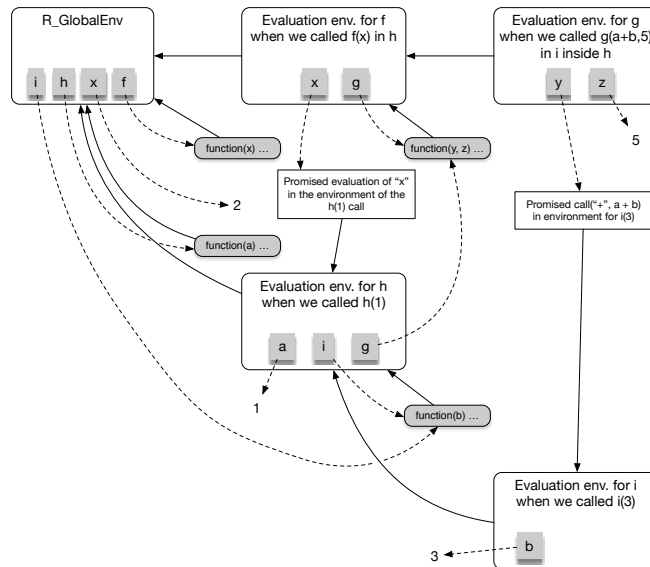 R_GlobalEnv
i h x f
Evaluation env. for f
when we called f(x) in h
x g
Evaluation env. for g
when we called g(a+b,5)
in i inside h
y z
function(x) ...
function(y, z) ...
5
Promised evaluation of “x”
in the environment of the
h(1) call
2
Promised call(“+”, a + b)
in environment for i(3)
function(a) ...
Evaluation env. for h
when we called h(1)
a i g
1
function(b) ...
Evaluation env. for i
when we called i(3)
b
3